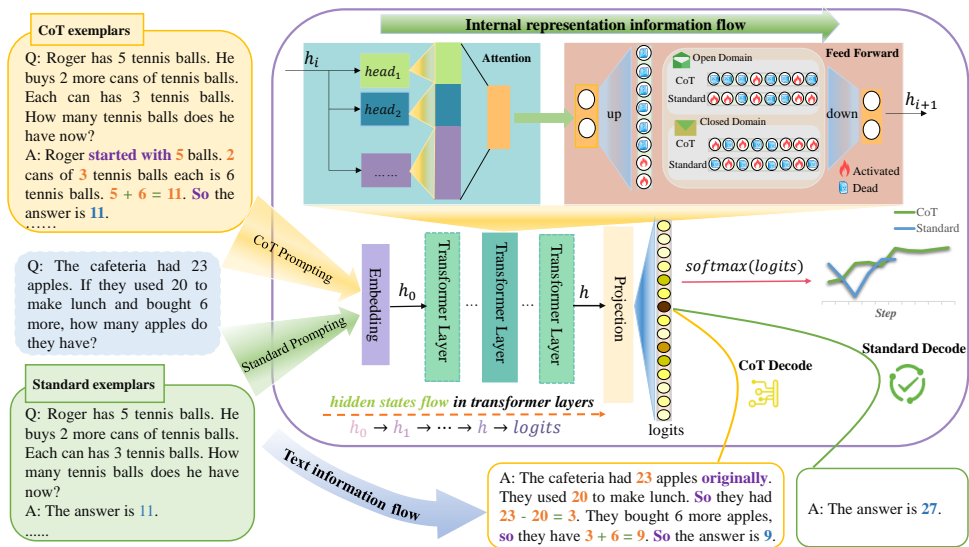 CoT exemplars
Q: Roger has 5 tennis balls. He
buys 2 more cans of tennis balls.
Each can has 3 tennis balls.
How many tennis balls does he
have now?
A: Roger started with 5 balls. 2
cans of 3 tennis balls each is 6
tennis balls. 5 + 6 = 11. So the
answer is 11.
......
Q: The cafeteria had 23
apples. If they used 20 to
make lunch and bought 6
more, how many apples do
they have?
Standard exemplars
Q: Roger has 5 tennis balls. He
buys 2 more cans of tennis balls.
Each can has 3 tennis balls. How
many tennis balls does he have
now?
A: The answer is 11.
......
CoT Prompting
Standard Prompting
Text information flow
Internal representation information flow
h_i
head_1
head_2
......
Attention
up
Open Domain
CoT
Standard
Closed Domain
CoT
Standard
down
Feed Forward
h_{i+1}
Activated
Dead
Embedding
h_0
Transformer Layer
...
Transformer Layer
...
Transformer Layer
h
Projection
logits
softmax(logits)
CoT
Standard
Step
hidden states flow in transformer layers
h_0 → h_1 → ⋯ → h → logits
CoT Decode
Standard Decode
A: The cafeteria had 23 apples originally.
They used 20 to make lunch. So they had
23 - 20 = 3. They bought 6 more apples,
so they have 3 + 6 = 9. So the answer is 9.
A: The answer is 27.